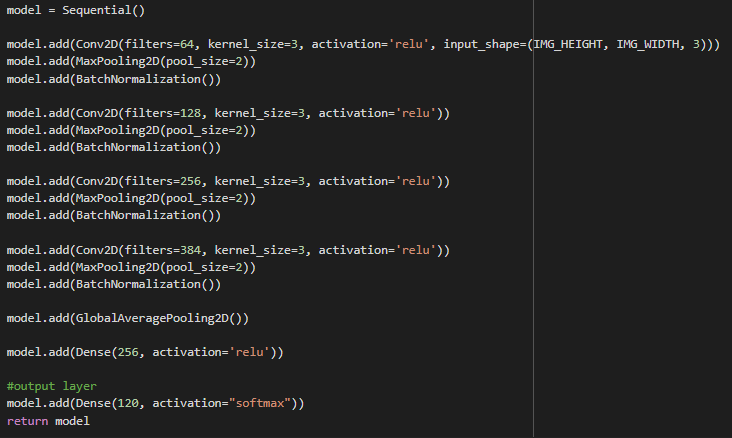 model = Sequential()
model.add(Conv2D(filters=64, kernel_size=3, activation='relu', input_shape=(IMG_HEIGHT, IMG_WIDTH, 3)))
model.add(MaxPooling2D(pool_size=2))
model.add(BatchNormalization())
model.add(Conv2D(filters=128, kernel_size=3, activation='relu'))
model.add(MaxPooling2D(pool_size=2))
model.add(BatchNormalization())
model.add(Conv2D(filters=256, kernel_size=3, activation='relu'))
model.add(MaxPooling2D(pool_size=2))
model.add(BatchNormalization())
model.add(Conv2D(filters=384, kernel_size=3, activation='relu'))
model.add(MaxPooling2D(pool_size=2))
model.add(BatchNormalization())
model.add(GlobalAveragePooling2D())
model.add(Dense(256, activation='relu'))
#output layer
model.add(Dense(120, activation="softmax"))
return model